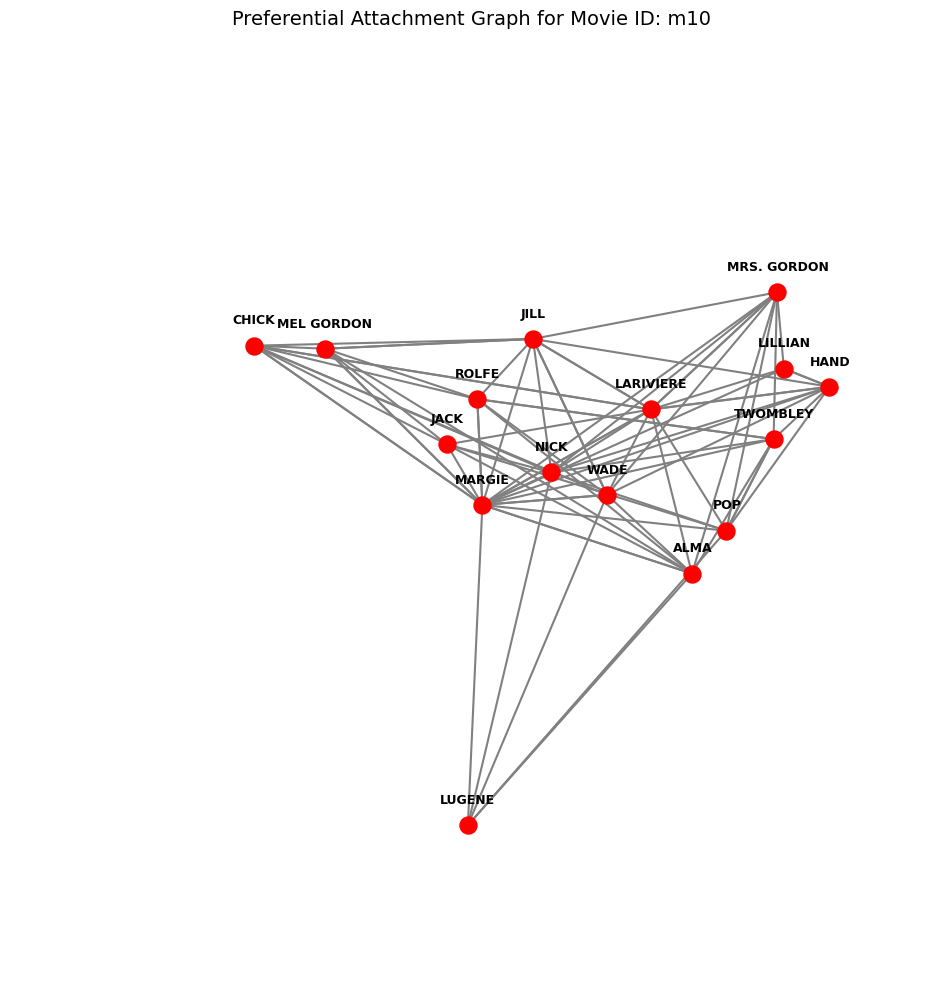 Preferential Attachment Graph for Movie ID: m10
MRS. GORDON
CHICK
MEL GORDON
JILL
LILLIAN
HAND
ROLFE
LARIVIERE
JACK
TWOMBLEY
NICK
WADE
MARGIE
POP
ALMA
LUGENE